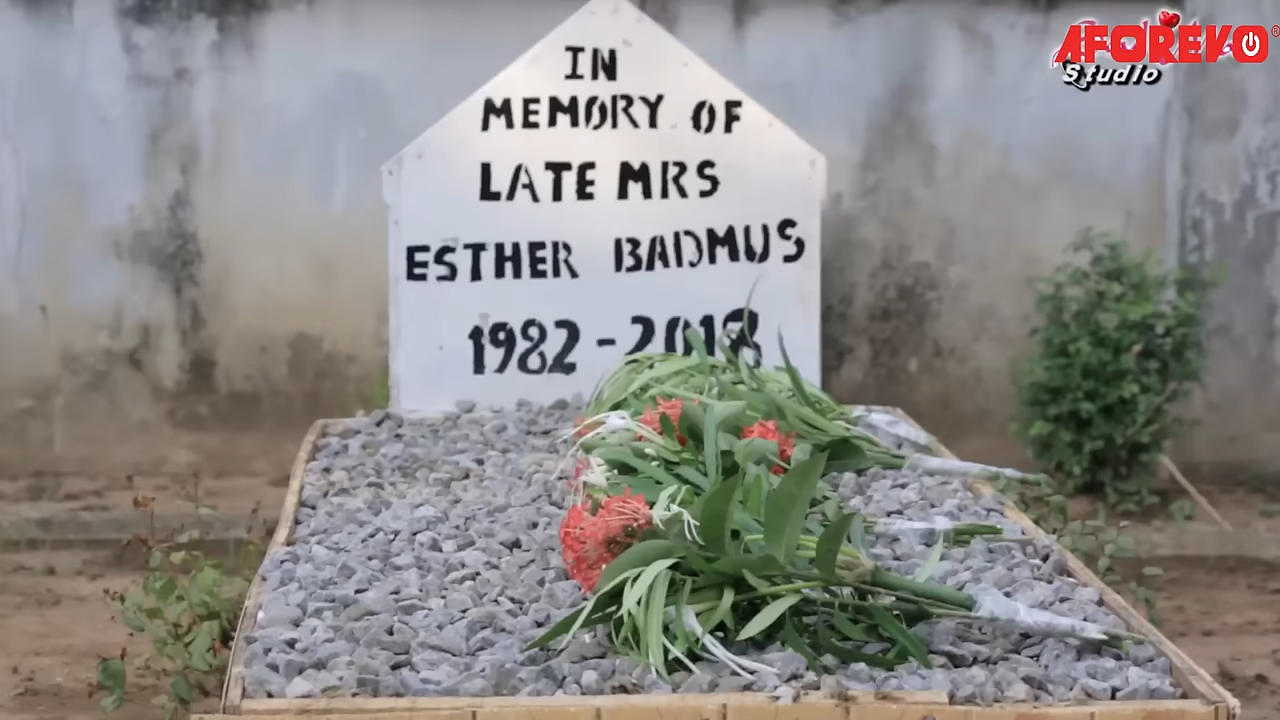 IN
MEMORY OF
LATE MRS
ESTHER BADMUS
1982-2018
AFOREVO
Studio